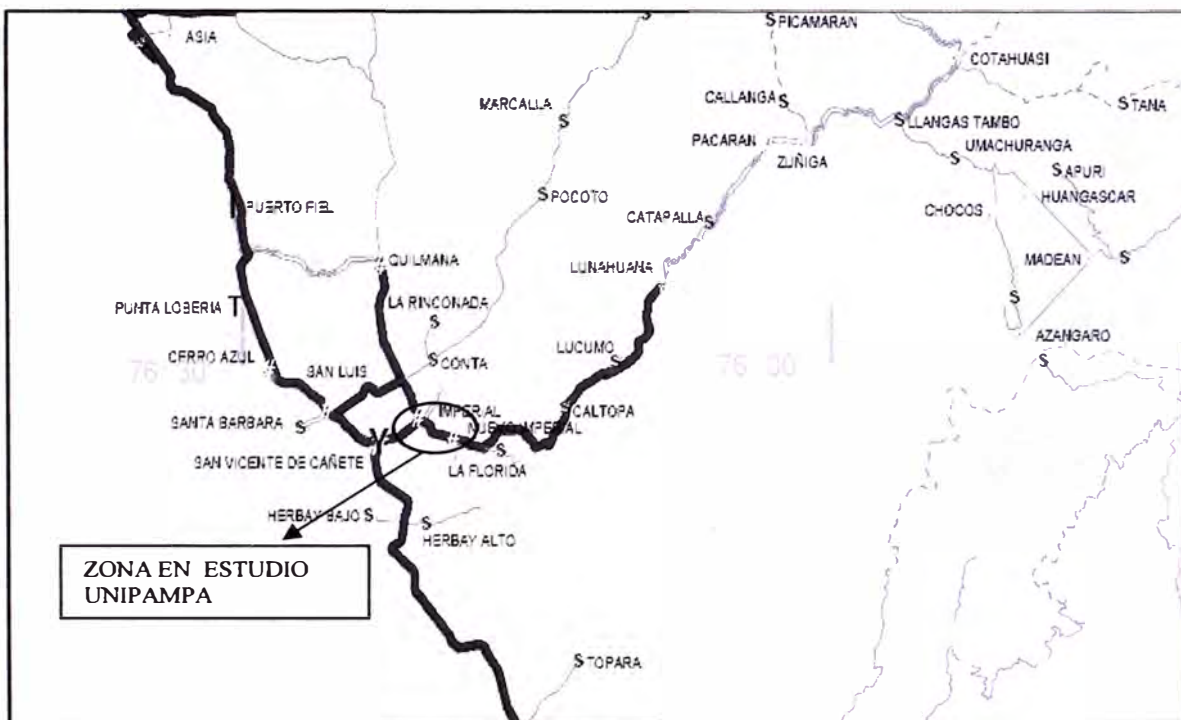 PICAMARAN
ASIA
COTAHUASI
CALLANGA
TANA
MARCALLA
LLANGAS TAMBO
PACARAN
UMACHURANGA
ZUÑIGA
APURI
POCOTO
HUANGASCAR
PUERTO FIEL
CHOCOS
CATAPALLA
QUILMANA
MADEAN
LUNAHUANA
LA RINCONADA
PUNTA LOBERIA
AZANGARO
LUCUMO
CERRO AZUL
CONTA
SAN LUIS
76 30
76 00
IMPERIAL
CALTOPA
SANTA BARBARA
NUEVO IMPERIAL
SAN VICENTE DE CAÑETE
LA FLORIDA
HERBAY BAJO
HERBAY ALTO
ZONA EN ESTUDIO
UNIPAMPA
TOPARA